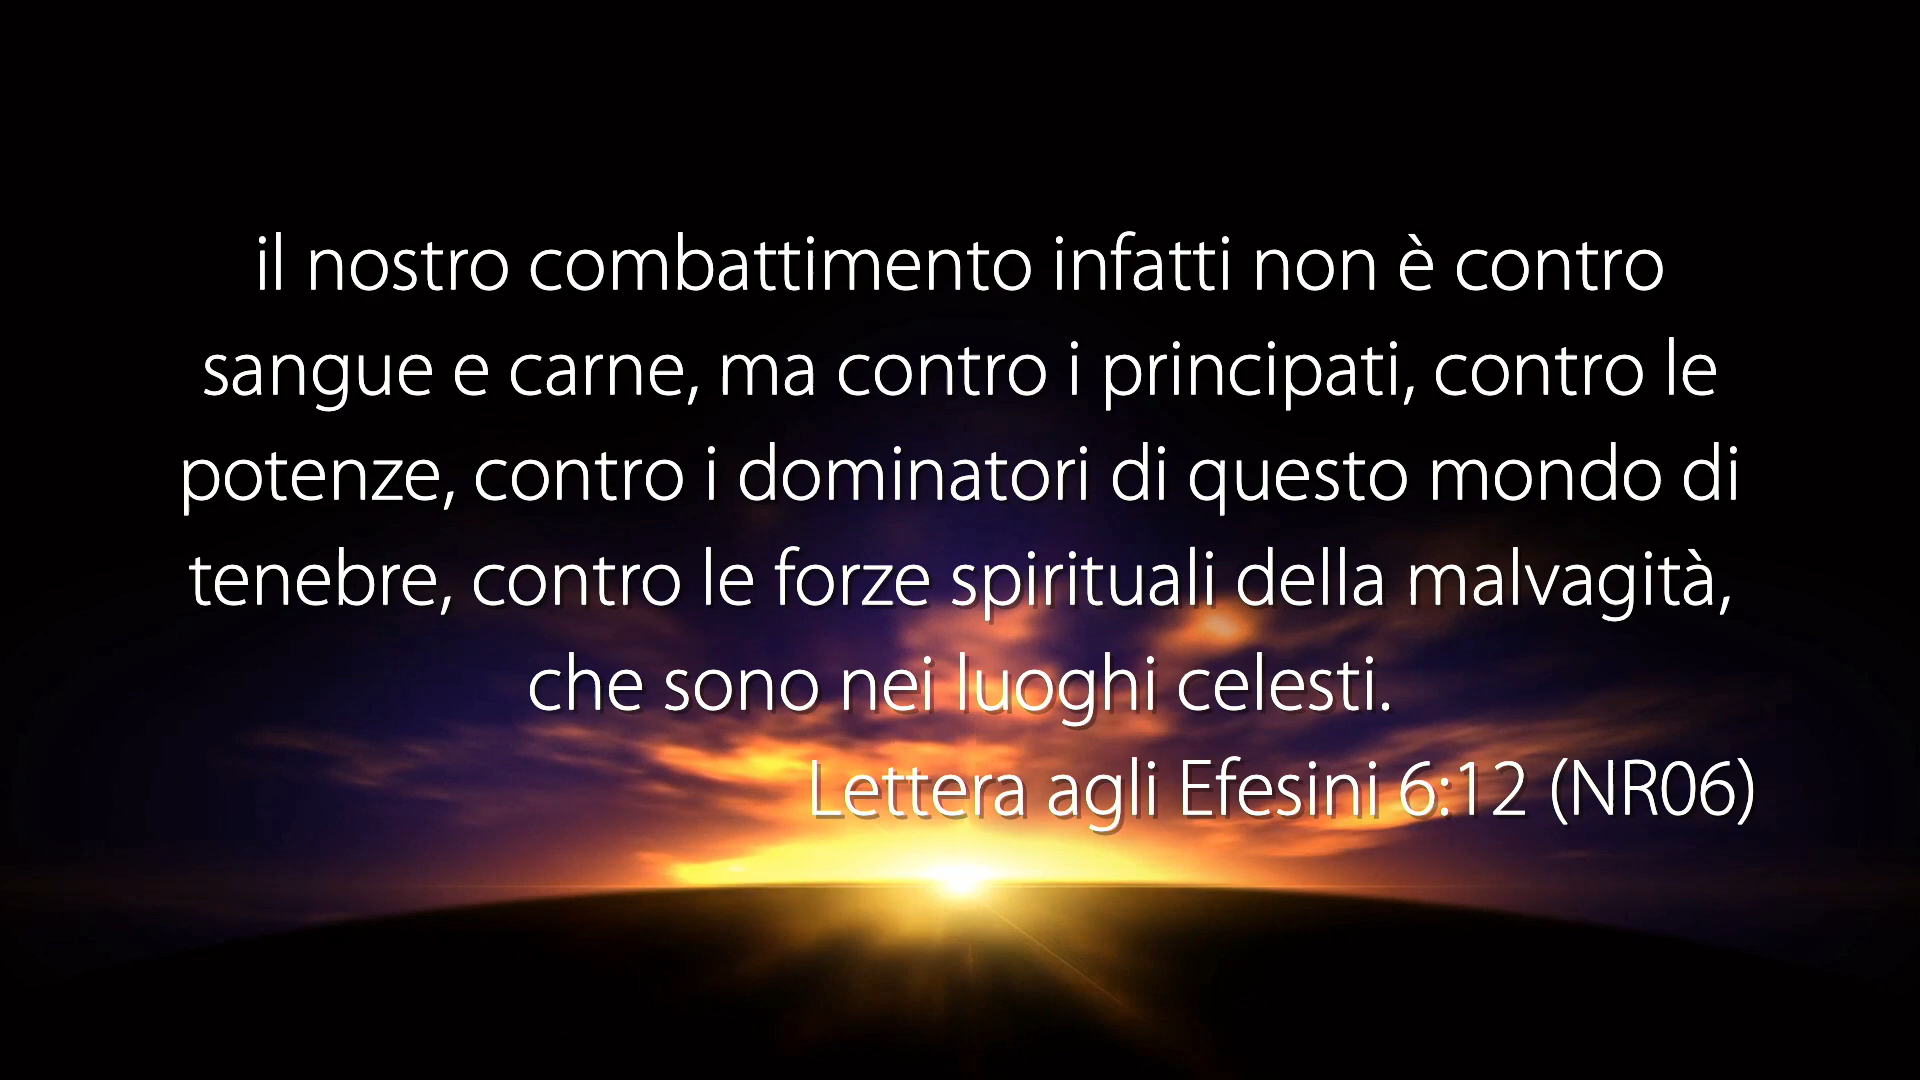 il nostro combattimento infatti non è contro
sangue e carne, ma contro i principati, contro le
potenze, contro i dominatori di questo mondo di
tenebre, contro le forze spirituali della malvagità,
che sono nei luoghi celesti.
Lettera agli Efesini 6:12 (NR06)